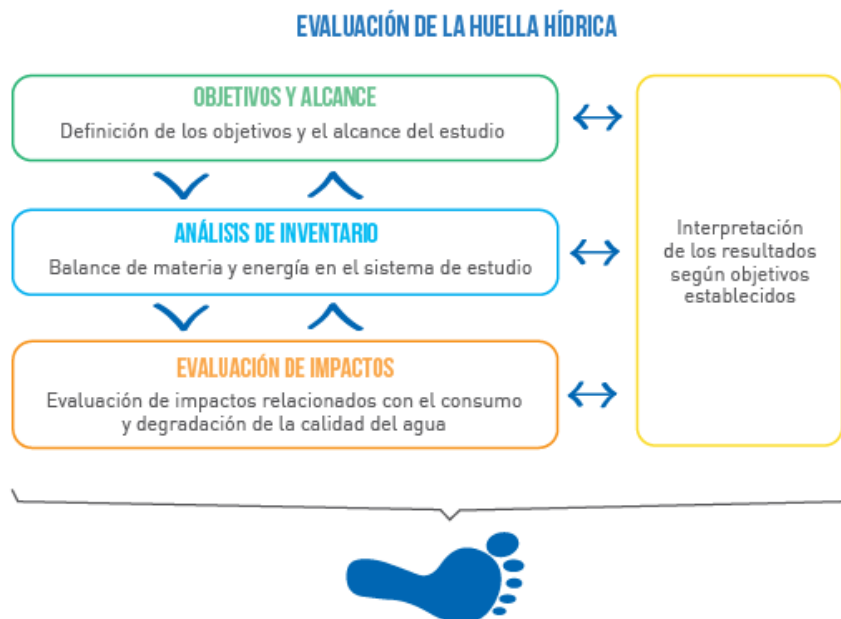 EVALUACIÓN DE LA HUELLA HÍDRICA
OBJETIVOS Y ALCANCE
Definición de los objetivos y el alcance del estudio
ANÁLISIS DE INVENTARIO
Balance de materia y energía en el sistema de estudio
EVALUACIÓN DE IMPACTOS
Evaluación de impactos relacionados con el consumo
y degradación de la calidad del agua
Interpretación
de los resultados
según objetivos
establecidos